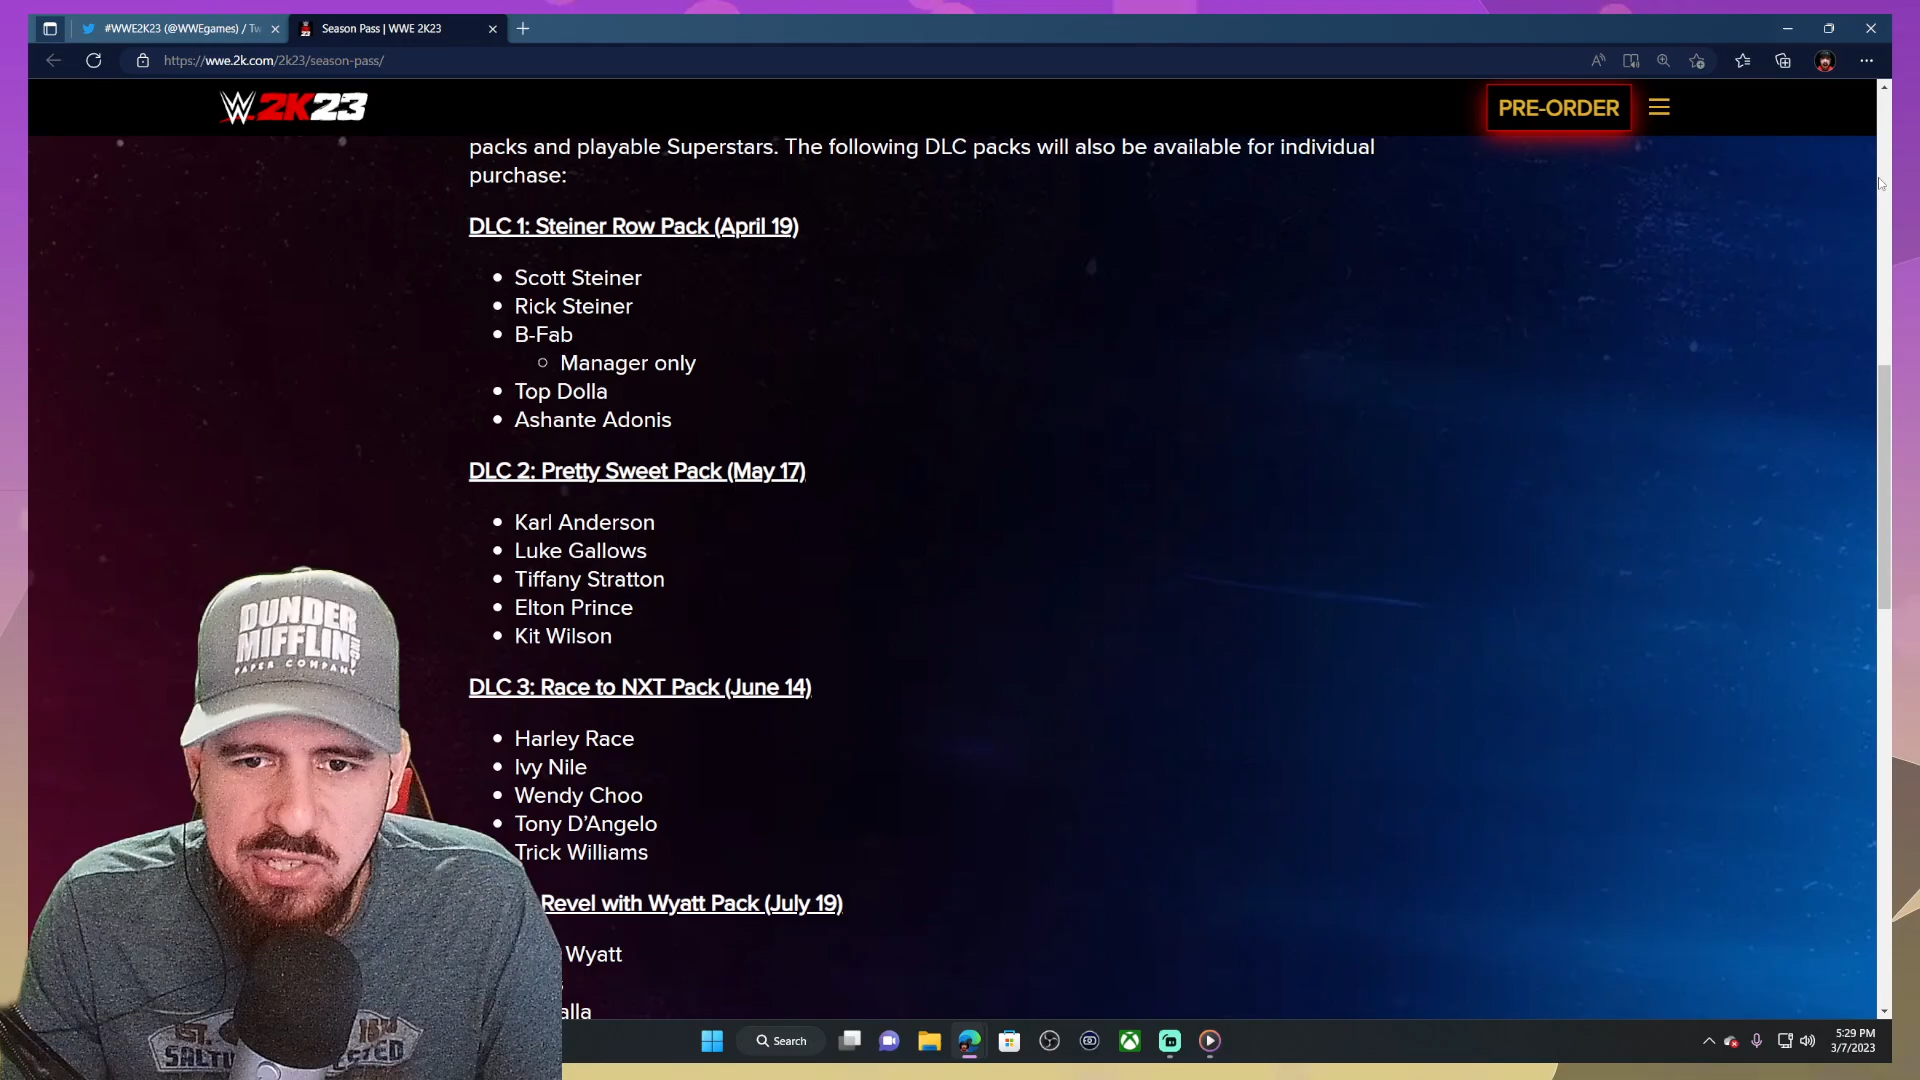 #WWE2K23 (@WWEgames) / Tw
Season Pass | WWE 2K23
https://wwe.2k.com/2k23/season-pass/
W 2K23
PRE-ORDER
packs and playable Superstars. The following DLC packs will also be available for individual
purchase:
DLC 1: Steiner Row Pack (April 19)
Scott Steiner
Rick Steiner
B-Fab
Manager only
Top Dolla
Ashante Adonis
DLC 2: Pretty Sweet Pack (May 17)
Karl Anderson
Luke Gallows
Tiffany Stratton
Elton Prince
Kit Wilson
DLC 3: Race to NXT Pack (June 14)
Harley Race
Ivy Nile
Wendy Choo
Tony D’Angelo
Trick Williams
Revel with Wyatt Pack (July 19)
Wyatt
alla
DUNDER
MIFFLIN
PAPER COMPANY
Search
5:29 PM
3/7/2023